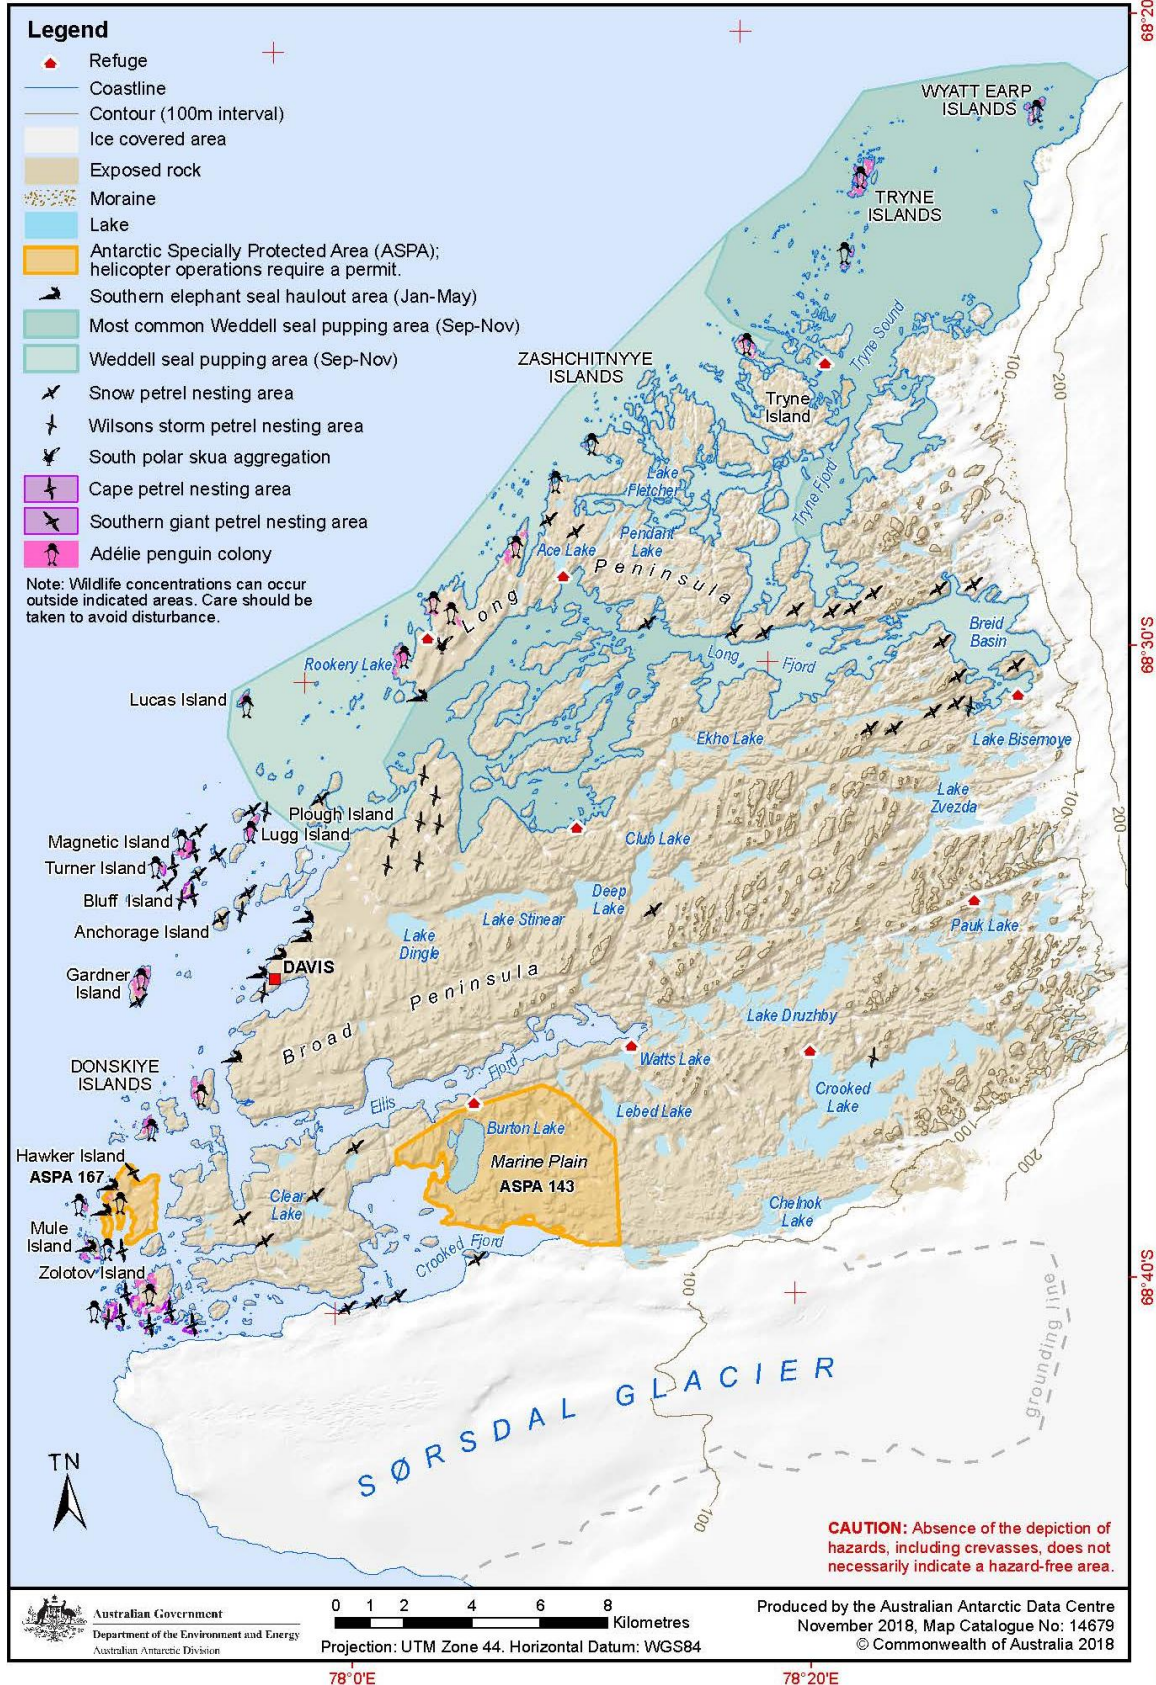 Legend
Refuge
Coastline
Contour (100m interval)
Ice covered area
Exposed rock
Moraine
Lake
Antarctic Specially Protected Area (ASPA);
helicopter operations require a permit.
Southern elephant seal haulout area (Jan-May)
Most common Weddell seal pupping area (Sep-Nov)
Weddell seal pupping area (Sep-Nov)
Snow petrel nesting area
Wilsons storm petrel nesting area
South polar skua aggregation
Cape petrel nesting area
Southern giant petrel nesting area
Adélie penguin colony
Note: Wildlife concentrations can occur
outside indicated areas. Care should be
taken to avoid disturbance.
68°20'
WYATT EARP
ISLANDS
TRYNE
ISLANDS
Tryne Sound
100
200
ZASHCHITNYYE
ISLANDS
Tryne
Island
Lake
Fletcher
Tryne Fjord
Pendant
Lake
Ace Lake
Long Peninsula
Breid
Basin
68°30'S
Long Fjord
Rookery Lake
Lucas Island
Ekho Lake
Lake Bisernoye
Lake
Zvezda
100
200
Plough Island
Lugg Island
Magnetic Island
Turner Island
Bluff Island
Anchorage Island
Club Lake
Deep
Lake
Lake Stinear
Lake
Dingle
Pauk Lake
DAVIS
Gardner
Island
Broad Peninsula
Lake Druzhby
Watts Lake
DONSKIYE
ISLANDS
Ellis Fjord
Crooked
Lake
Lebed Lake
Burton Lake
100
200
Marine Plain
ASPA 143
Hawker Island
ASPA 167
Clear
Lake
Chelnok
Lake
Mule
Island
Crooked Fjord
Zolotov Island
68°40'S
100
grounding line
SØRSDAL GLACIER
100
TN
CAUTION: Absence of the depiction of
hazards, including crevasses, does not
necessarily indicate a hazard-free area.
Australian Government
Department of the Environment and Energy
Australian Antarctic Division
0 1 2 4 6 8
Kilometres
Projection: UTM Zone 44. Horizontal Datum: WGS84
Produced by the Australian Antarctic Data Centre
November 2018, Map Catalogue No: 14679
© Commonwealth of Australia 2018
78°0'E
78°20'E